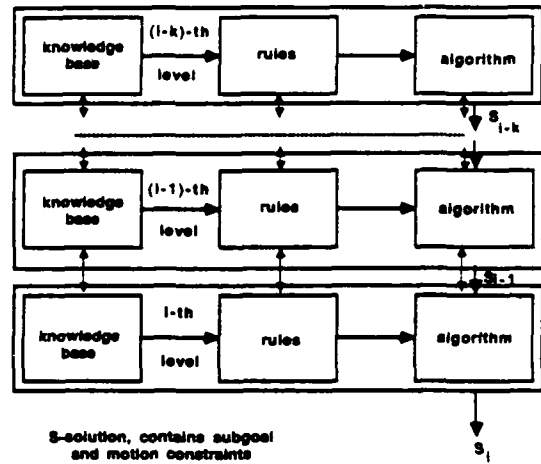 (i-k)-th
knowledge
base
level
rules
algorithm
S i-k
(i-1)-th
knowledge
base
level
rules
algorithm
S i-1
i-th
knowledge
base
level
rules
algorithm
S i
S-solution, contains subgoal
and motion constraints